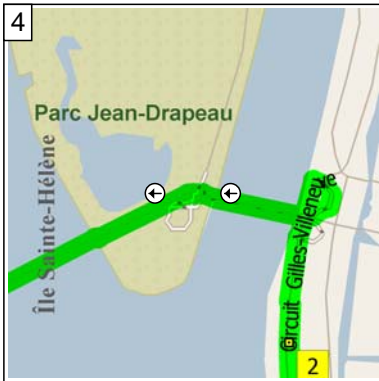 4
Parc Jean-Drapeau
Île Sainte-Hélène
Circuit Gilles-Villeneuve
2